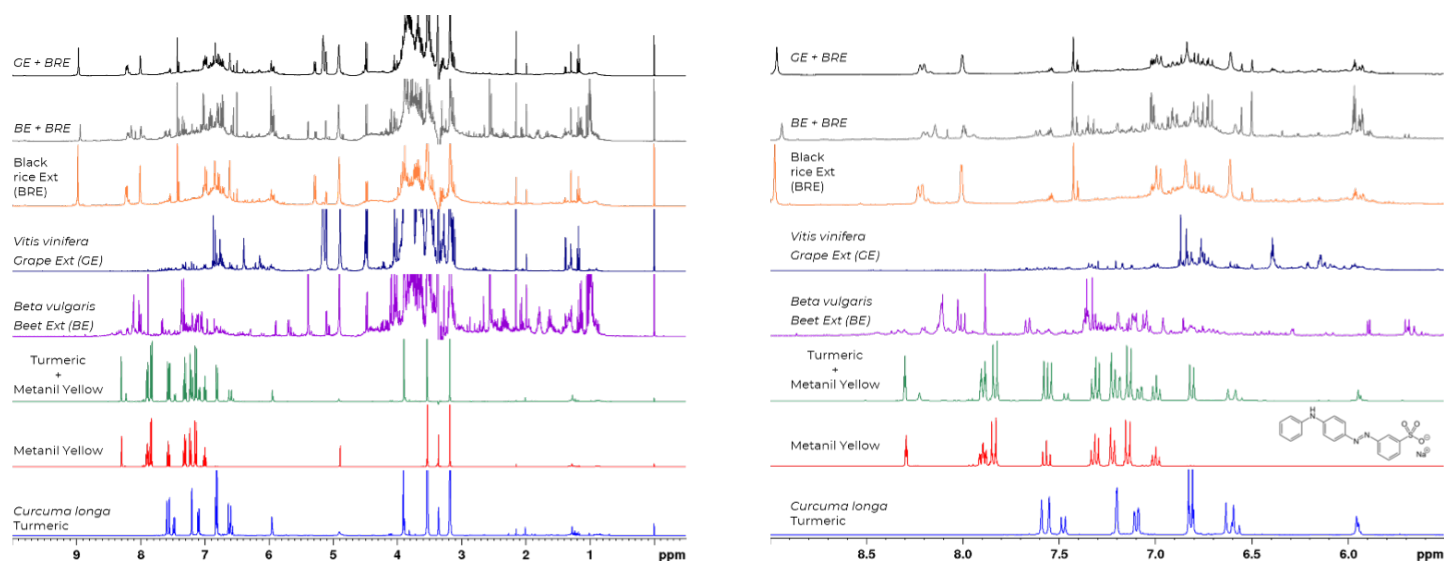 GE + BRE
BE + BRE
Black
rice Ext
(BRE)
Vitis vinifera
Grape Ext (GE)
Beta vulgaris
Beet Ext (BE)
Turmeric
+
Metanil Yellow
Metanil Yellow
Curcuma longa
Turmeric
9 8 7 6 5 4 3 2 1 ppm
GE + BRE
BE + BRE
Black
rice Ext
(BRE)
Vitis vinifera
Grape Ext (GE)
Beta vulgaris
Beet Ext (BE)
Turmeric
+
Metanil Yellow
Metanil Yellow
H
N
N
N
O O
S
O⊖
Na⊕
Curcuma longa
Turmeric
8.5 8.0 7.5 7.0 6.5 6.0 ppm